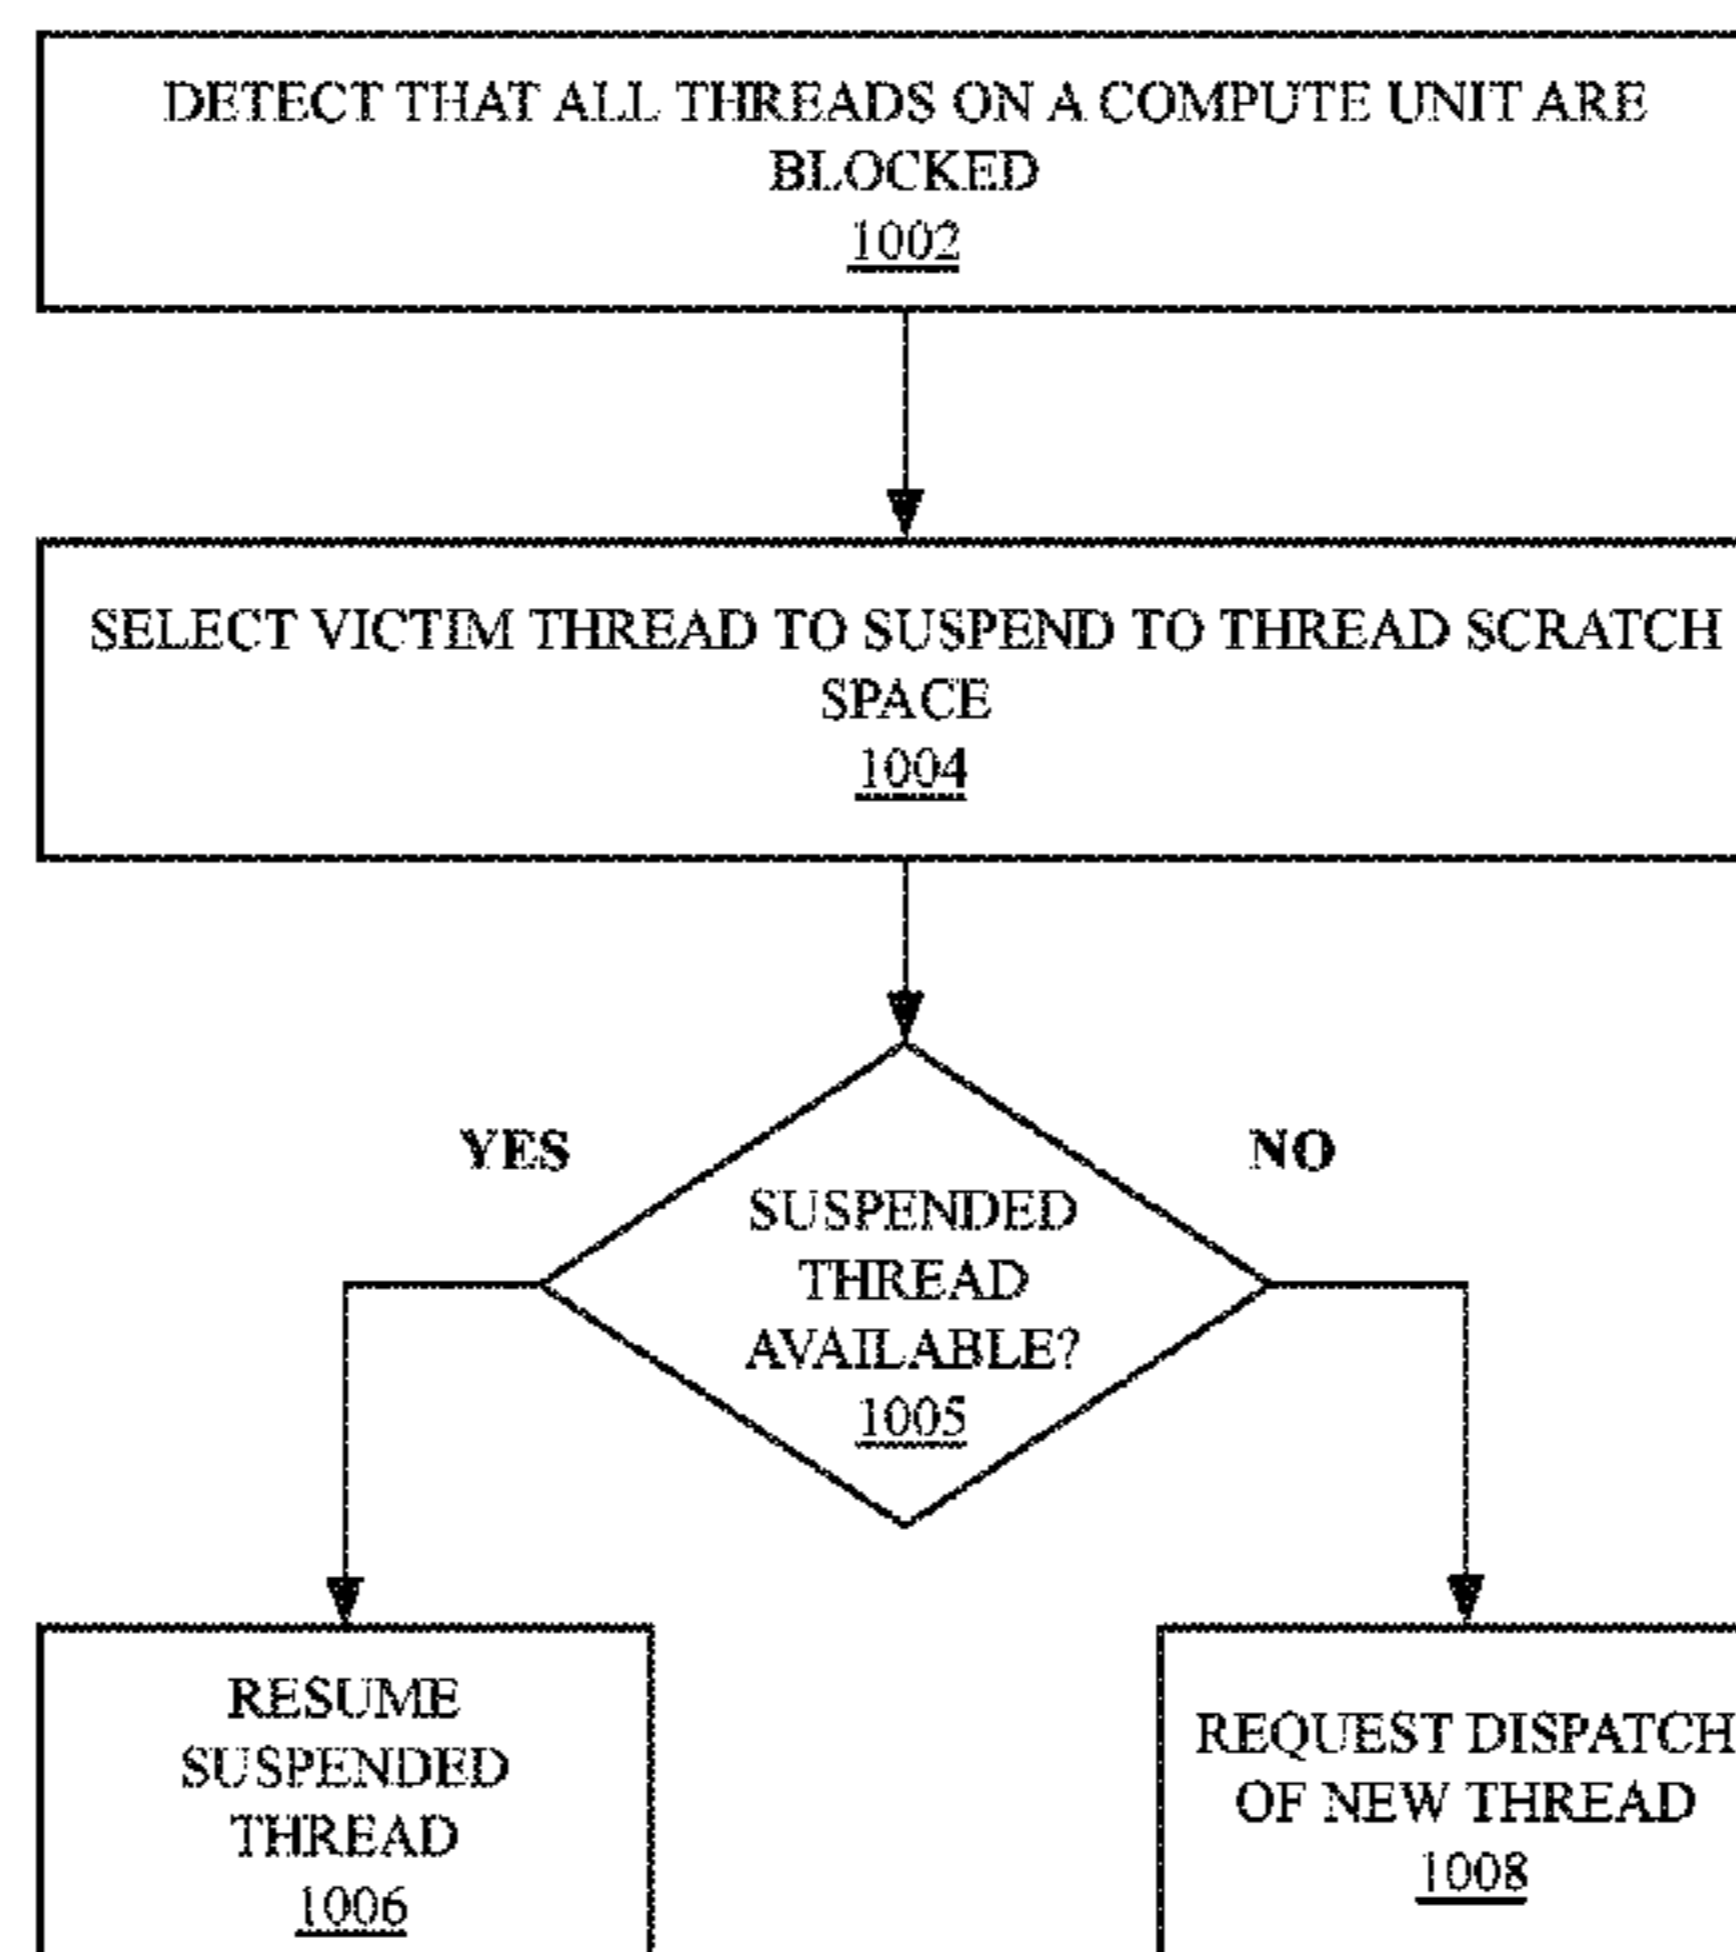 DETECT THAT ALL THREADS ON A COMPUTE UNIT ARE
BLOCKED
1002
SELECT VICTIM THREAD TO SUSPEND TO THREAD SCRATCH
SPACE
1004
YES
NO
SUSPENDED
THREAD
AVAILABLE?
1005
RESUME
SUSPENDED
THREAD
1006
REQUEST DISPATCH
OF NEW THREAD
1008